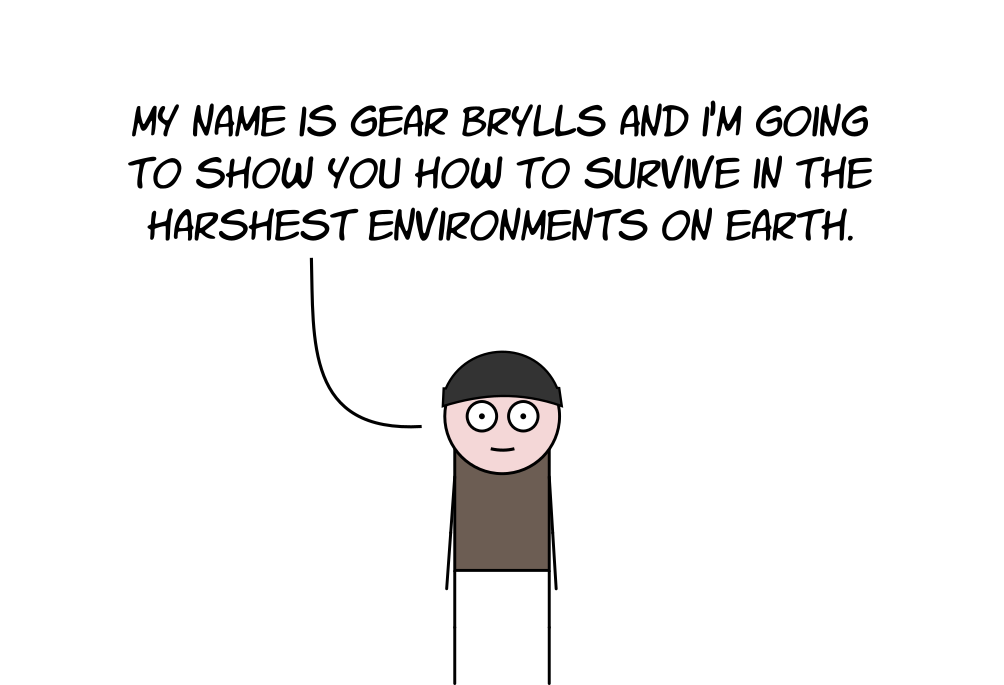 MY NAME IS GEAR BRYLLS AND I'M GOING
TO SHOW YOU HOW TO SURVIVE IN THE
HARSHEST ENVIRONMENTS ON EARTH.